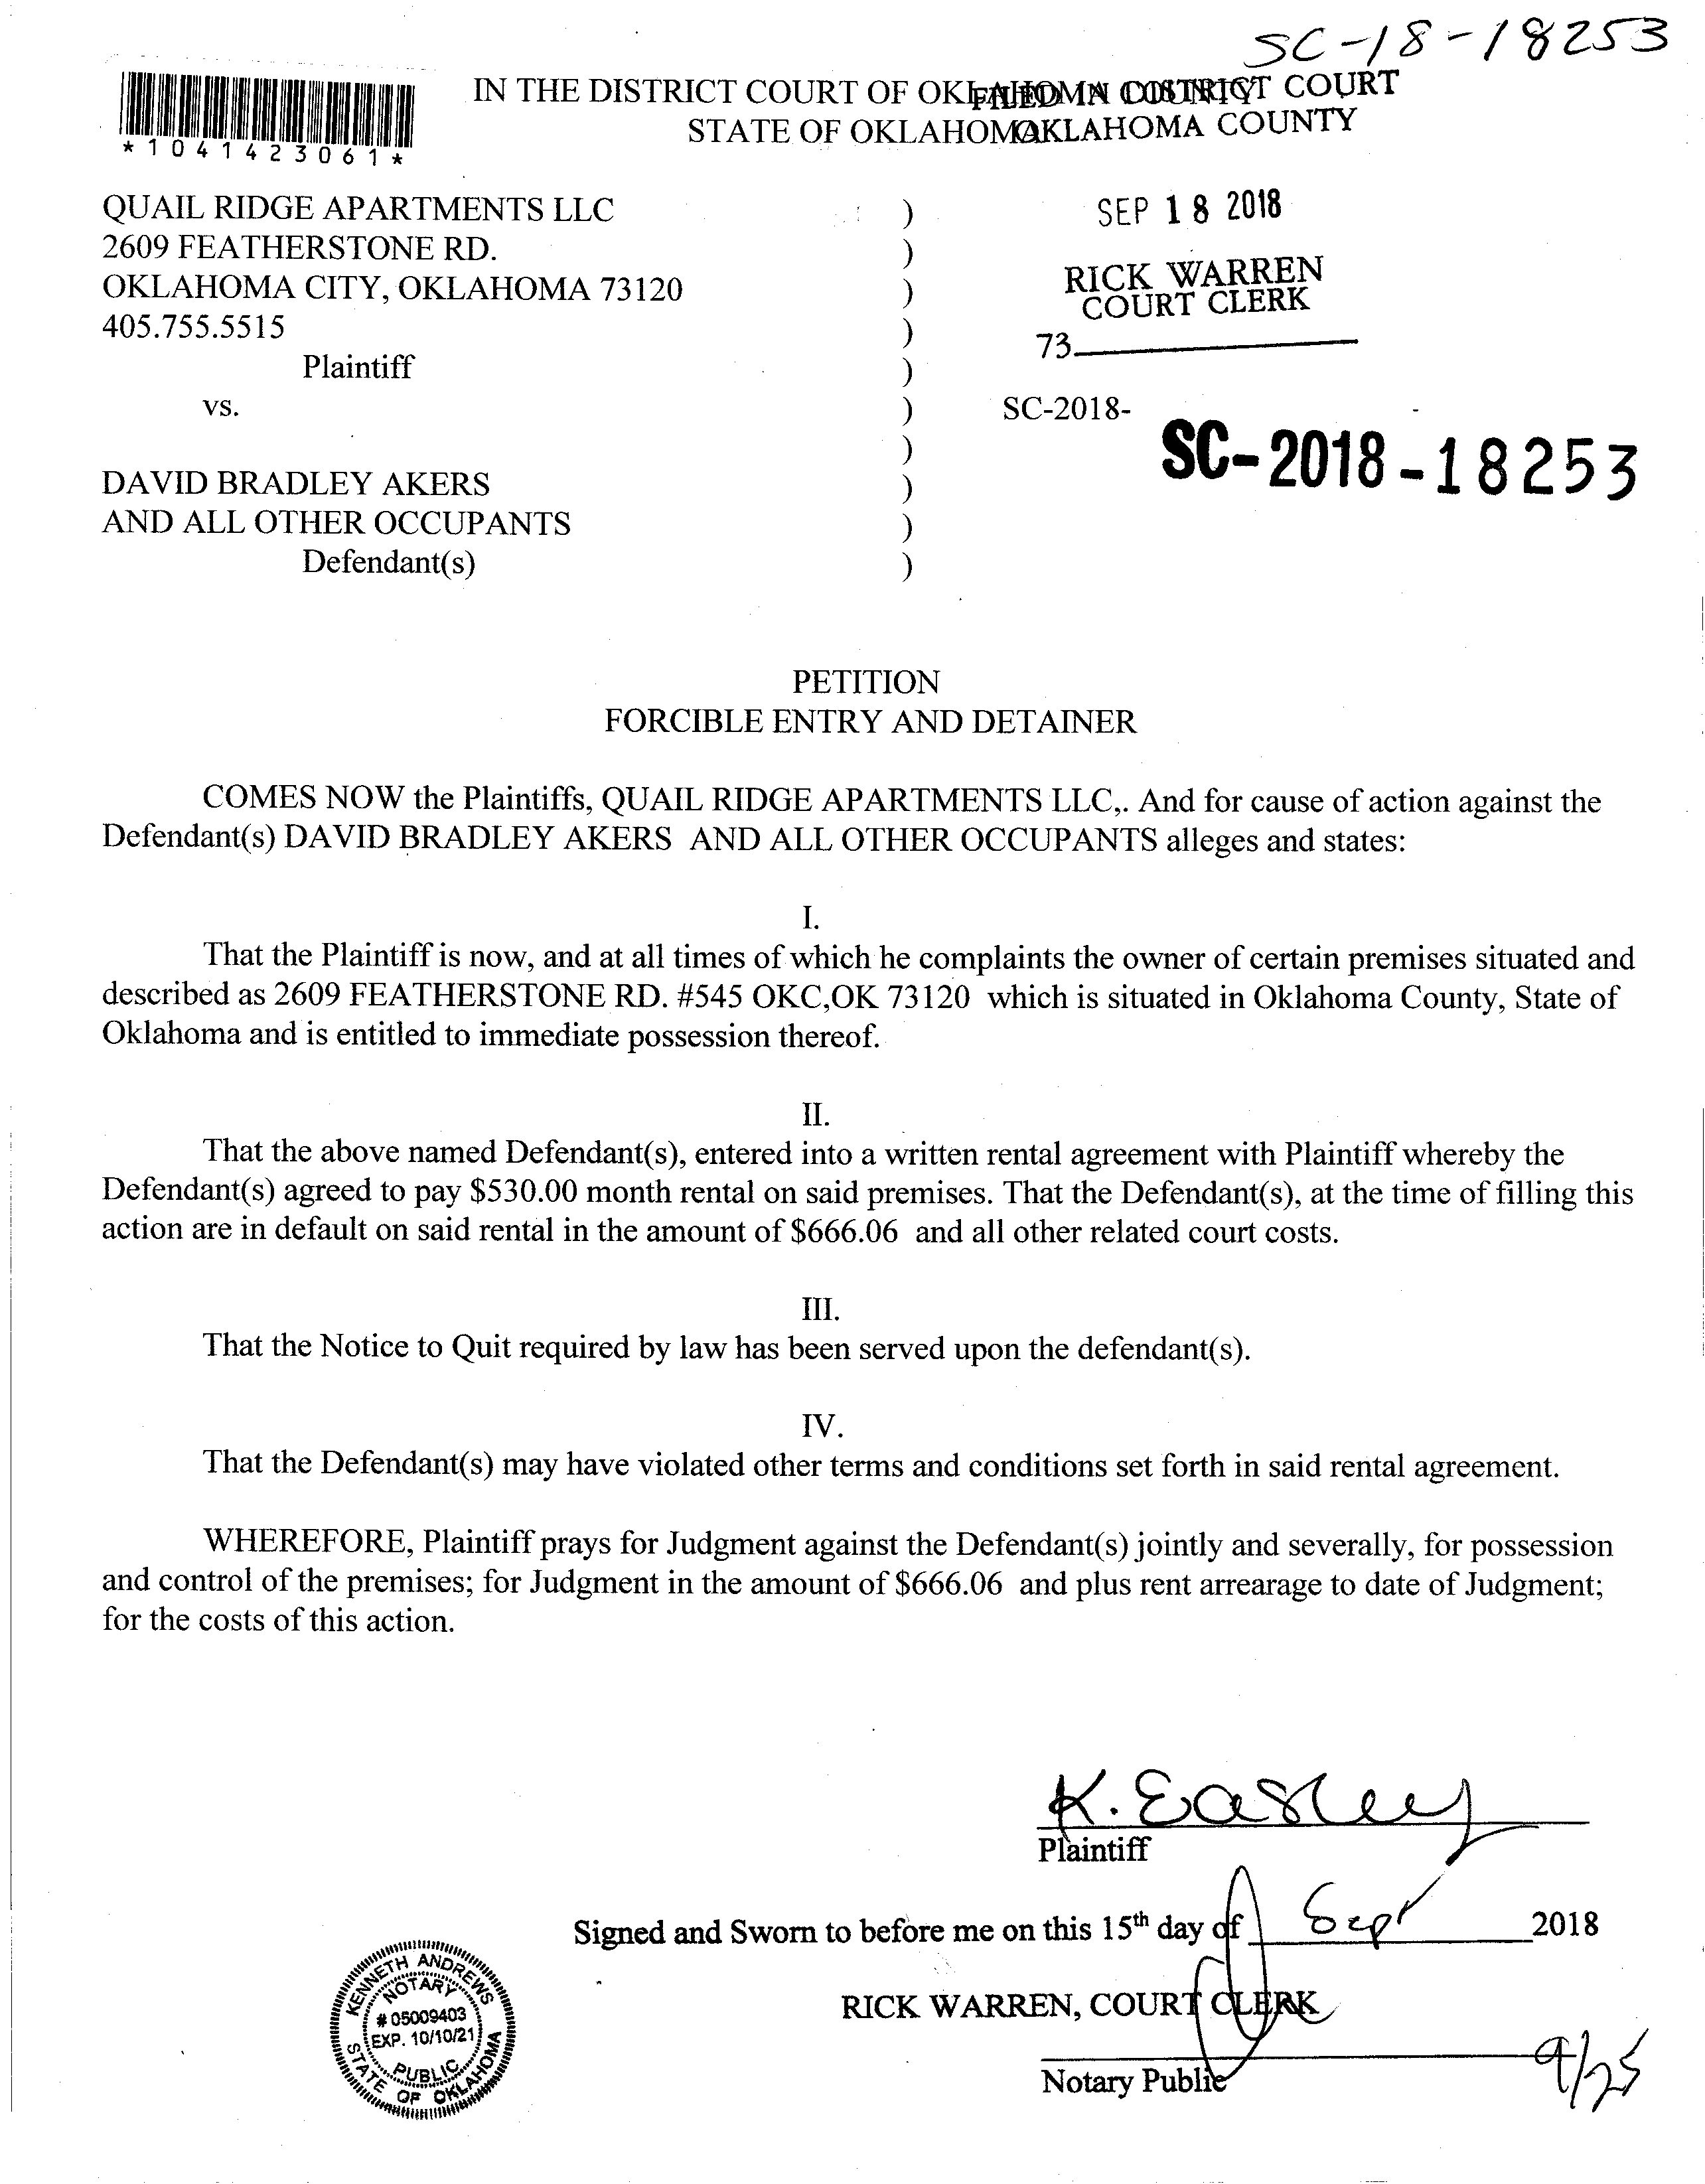 SC-18-18253
IN THE DISTRICT COURT OF OKLAHOMA COUNTY
STATE OF OKLAHOMA
FILED IN DISTRICT COURT
OKLAHOMA COUNTY
*1041423061*
QUAIL RIDGE APARTMENTS LLC )
2609 FEATHERSTONE RD. )
OKLAHOMA CITY, OKLAHOMA 73120 )
405.755.5515 )
Plaintiff )
vs. )
)
DAVID BRADLEY AKERS )
AND ALL OTHER OCCUPANTS )
Defendant(s) )
SEP 18 2018
RICK WARREN
COURT CLERK
73
SC-2018-
SC-2018-18253
PETITION
FORCIBLE ENTRY AND DETAINER
COMES NOW the Plaintiffs, QUAIL RIDGE APARTMENTS LLC,. And for cause of action against the
Defendant(s) DAVID BRADLEY AKERS AND ALL OTHER OCCUPANTS alleges and states:
I.
That the Plaintiff is now, and at all times of which he complaints the owner of certain premises situated and
described as 2609 FEATHERSTONE RD. #545 OKC,OK 73120 which is situated in Oklahoma County, State of
Oklahoma and is entitled to immediate possession thereof.
II.
That the above named Defendant(s), entered into a written rental agreement with Plaintiff whereby the
Defendant(s) agreed to pay $530.00 month rental on said premises. That the Defendant(s), at the time of filling this
action are in default on said rental in the amount of $666.06 and all other related court costs.
III.
That the Notice to Quit required by law has been served upon the defendant(s).
IV.
That the Defendant(s) may have violated other terms and conditions set forth in said rental agreement.
WHEREFORE, Plaintiff prays for Judgment against the Defendant(s) jointly and severally, for possession
and control of the premises; for Judgment in the amount of $666.06 and plus rent arrearage to date of Judgment;
for the costs of this action.
K. Easley
Plaintiff
Signed and Sworn to before me on this 15th day of Sept 2018
RICK WARREN, COURT CLERK
Notary Public
9/25
KENNETH ANDREWS
NOTARY
# 05009403
EXP. 10/10/21
PUBLIC
STATE OF OKLAHOMA